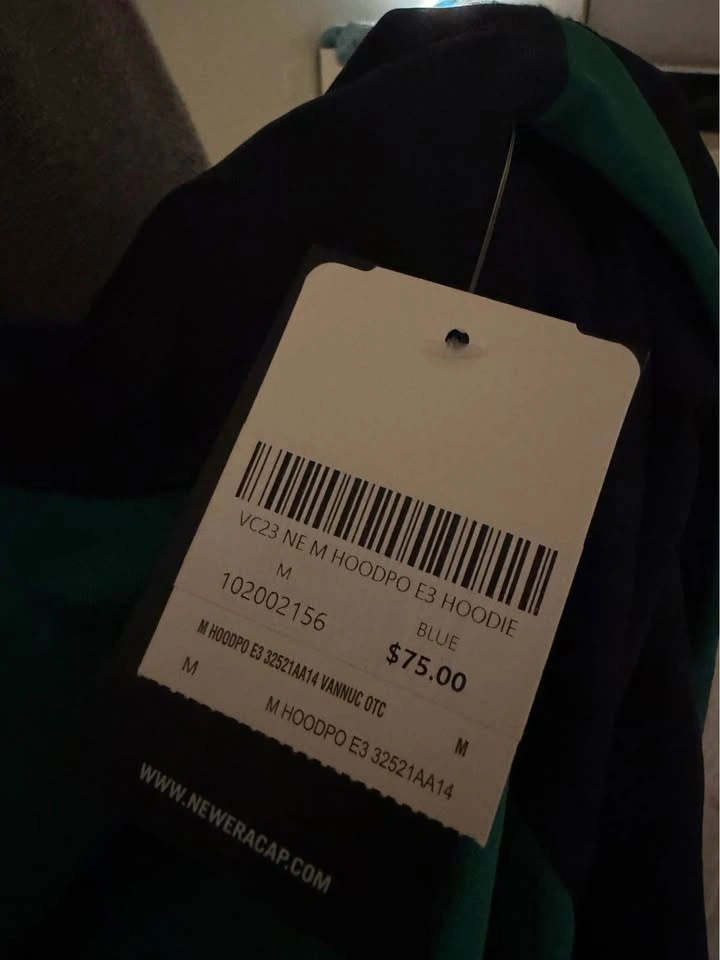 VC23 NE M HOODPO E3 HOODIE
M
BLUE
102002156
$75.00
M HOODPO E3 32521AA14 VANNUC OTC
M
M
M HOODPO E3 32521AA14
WWW.NEWERACAP.COM